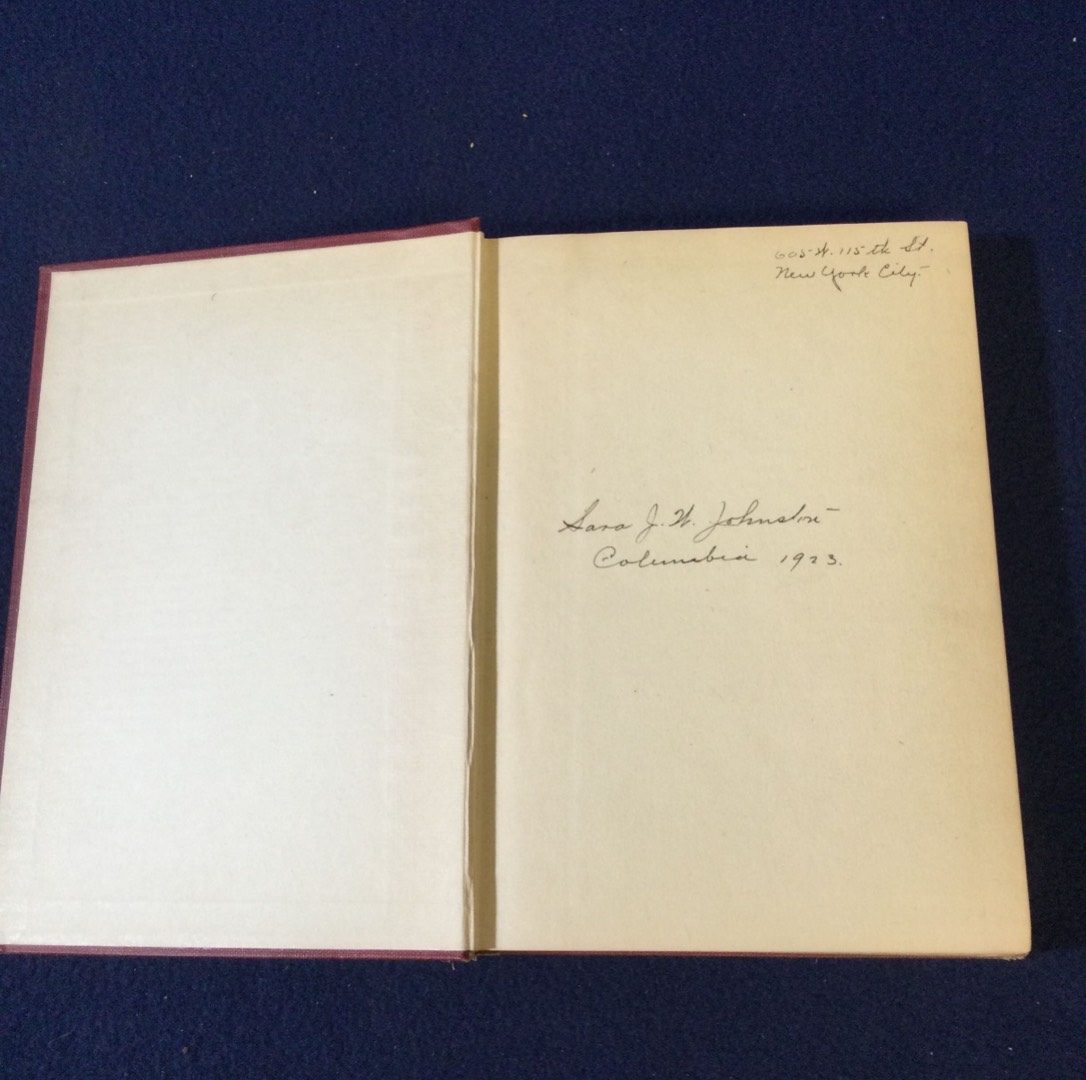 605 W. 115th St.
New York City.
Sara J. W. Johnston
Columbia 1923.